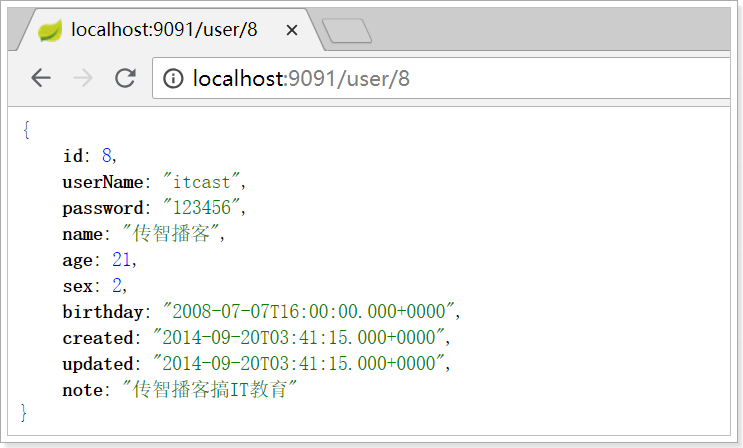 localhost:9091/user/8
localhost:9091/user/8
{
id: 8,
userName: "itcast",
password: "123456",
name: "传智播客",
age: 21,
sex: 2,
birthday: "2008-07-07T16:00:00.000+0000",
created: "2014-09-20T03:41:15.000+0000",
updated: "2014-09-20T03:41:15.000+0000",
note: "传智播客搞IT教育"
}